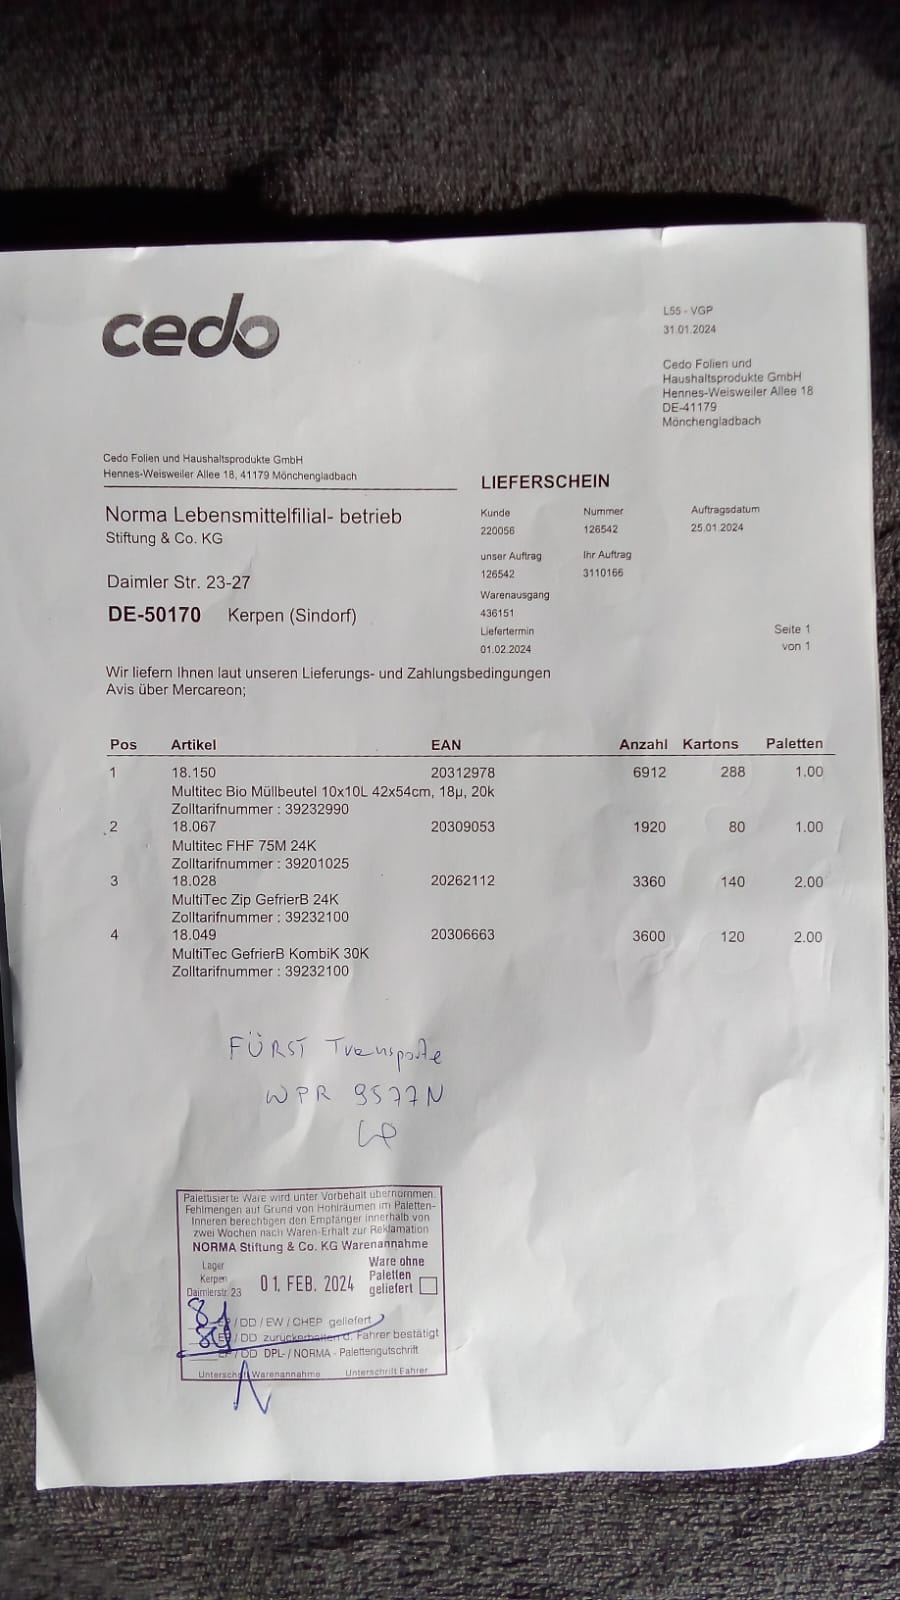 cedo
L55 - VGP
31.01.2024
Cedo Folien und
Haushaltsprodukte GmbH
Hennes-Weisweiler Allee 18
DE-41179
Mönchengladbach
Cedo Folien und Haushaltsprodukte GmbH
Hennes-Weisweiler Allee 18, 41179 Mönchengladbach
LIEFERSCHEIN
Norma Lebensmittelfilial- betrieb
Stiftung & Co. KG
Daimler Str. 23-27
DE-50170 Kerpen (Sindorf)
Kunde Nummer Auftragsdatum
220056 126542 25.01.2024
unser Auftrag Ihr Auftrag
126542 3110166
Warenausgang
436151
Liefertermin Seite 1
01.02.2024 von 1
Wir liefern Ihnen laut unseren Lieferungs- und Zahlungsbedingungen
Avis über Mercareon;
Pos Artikel EAN Anzahl Kartons Paletten
1 18.150 20312978 6912 288 1.00
Multitec Bio Müllbeutel 10x10L 42x54cm, 18µ, 20k
Zolltarifnummer : 39232990
2 18.067 20309053 1920 80 1.00
Multitec FHF 75M 24K
Zolltarifnummer : 39201025
3 18.028 20262112 3360 140 2.00
MultiTec Zip GefrierB 24K
Zolltarifnummer : 39232100
4 18.049 20306663 3600 120 2.00
MultiTec GefrierB KombiK 30K
Zolltarifnummer : 39232100
FÜRST Transporte
WPR 9577N
Palettisierte Ware wird unter Vorbehalt übernommen.
Fehlmengen auf Grund von Hohlräumen im Paletten-
Inneren berechtigen den Empfänger innerhalb von
zwei Wochen nach Waren-Erhalt zur Reklamation
NORMA Stiftung & Co. KG Warenannahme
Lager
Kerpen
Daimlerstr. 23
01. FEB. 2024
Ware ohne
Paletten
geliefert
/ DD / EW / CHEP geliefert
/ DD zurückerhalten d. Fahrer bestätigt
EP / DD DPL- / NORMA - Palettengutschrift
Unterschrift Warenannahme Unterschrift Fahrer